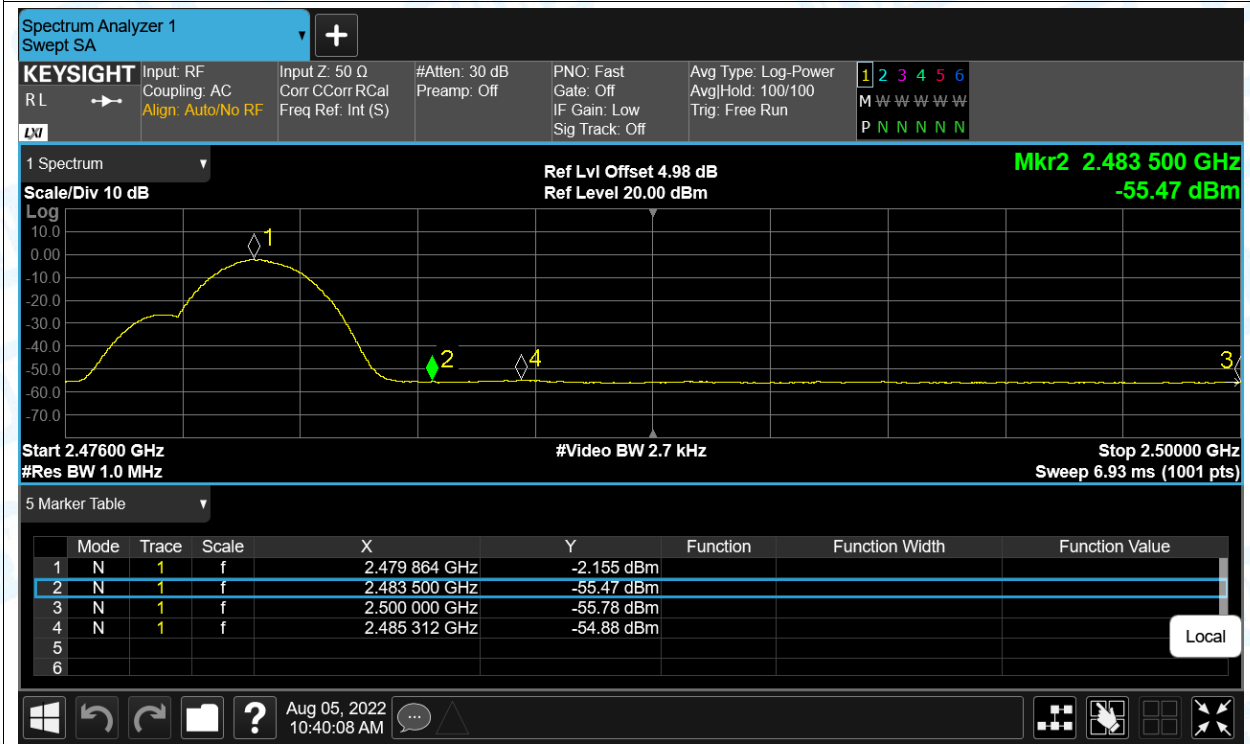 Spectrum Analyzer 1
Swept SA
+
KEYSIGHT
R L
LXI
Input: RF
Coupling: AC
Align: Auto/No RF
Input Z: 50 Ω
Corr CCorr RCal
Freq Ref: Int (S)
#Atten: 30 dB
Preamp: Off
PNO: Fast
Gate: Off
IF Gain: Low
Sig Track: Off
Avg Type: Log-Power
Avg|Hold: 100/100
Trig: Free Run
1 2 3 4 5 6
M W W W W W W
P N N N N N
1 Spectrum
Scale/Div 10 dB
Ref Lvl Offset 4.98 dB
Ref Level 20.00 dBm
Mkr2 2.483 500 GHz
-55.47 dBm
Log
10.0
0.00
-10.0
-20.0
-30.0
-40.0
-50.0
-60.0
-70.0
1
2
4
3
Start 2.47600 GHz
#Res BW 1.0 MHz
#Video BW 2.7 kHz
Stop 2.50000 GHz
Sweep 6.93 ms (1001 pts)
5 Marker Table
Mode Trace Scale X Y Function Function Width Function Value
1 N 1 f 2.479 864 GHz -2.155 dBm
2 N 1 f 2.483 500 GHz -55.47 dBm
3 N 1 f 2.500 000 GHz -55.78 dBm
4 N 1 f 2.485 312 GHz -54.88 dBm
5
6
Local
?
Aug 05, 2022
10:40:08 AM